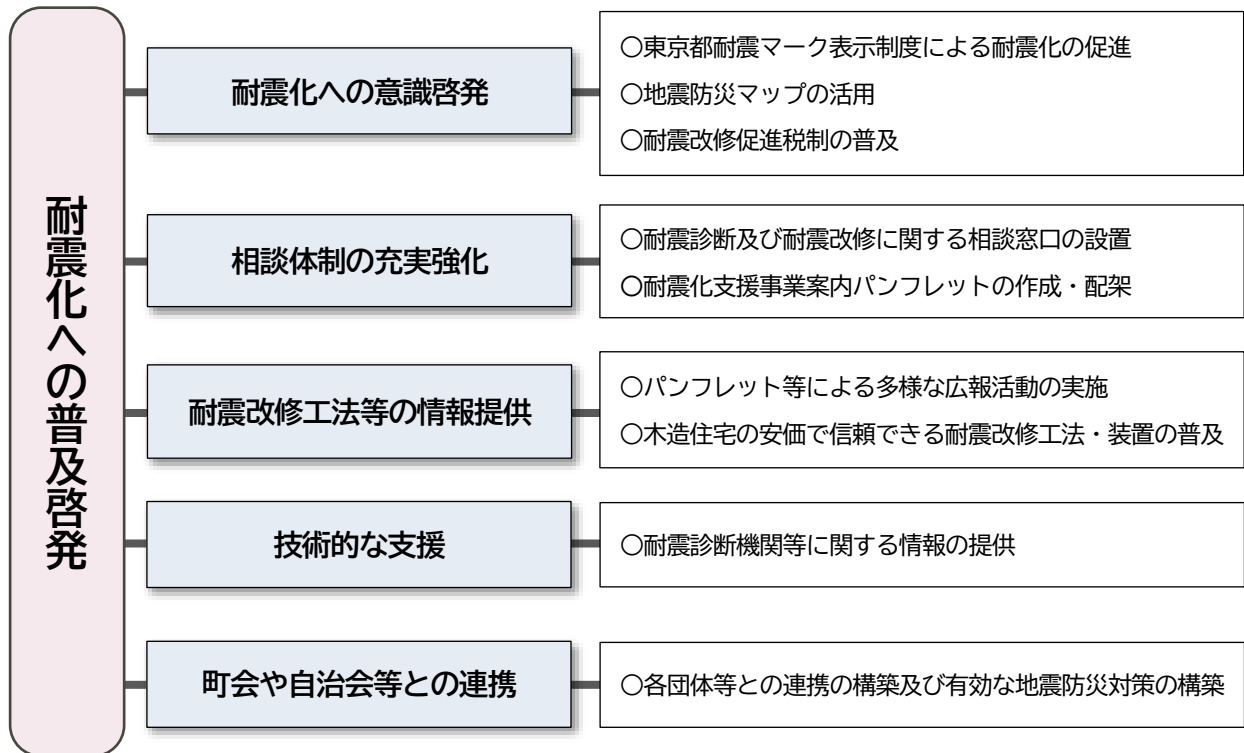 耐震化への普及啓発
耐震化への意識啓発
〇東京都耐震マーク表示制度による耐震化の促進
〇地震防災マップの活用
〇耐震改修促進税制の普及
相談体制の充実強化
〇耐震診断及び耐震改修に関する相談窓口の設置
〇耐震化支援事業案内パンフレットの作成・配架
耐震改修工法等の情報提供
〇パンフレット等による多様な広報活動の実施
〇木造住宅の安価で信頼できる耐震改修工法・装置の普及
技術的な支援
〇耐震診断機関等に関する情報の提供
町会や自治会等との連携
〇各団体等との連携の構築及び有効な地震防災対策の構築